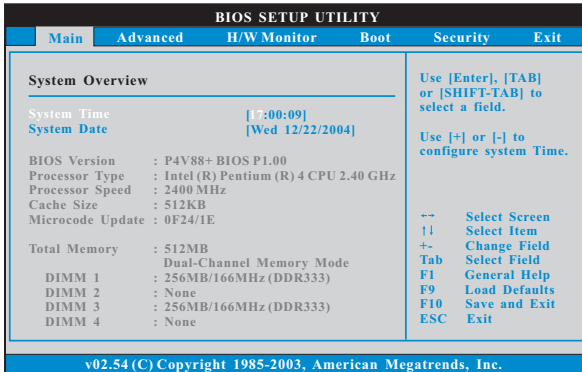 BIOS SETUP UTILITY
Main Advanced H/W Monitor Boot Security Exit
System Overview
System Time [17:00:09]
System Date [Wed 12/22/2004]
BIOS Version : P4V88+ BIOS P1.00
Processor Type : Intel (R) Pentium (R) 4 CPU 2.40 GHz
Processor Speed : 2400 MHz
Cache Size : 512KB
Microcode Update : 0F24/1E
Total Memory : 512MB
Dual-Channel Memory Mode
DIMM 1 : 256MB/166MHz (DDR333)
DIMM 2 : None
DIMM 3 : 256MB/166MHz (DDR333)
DIMM 4 : None
Use [Enter], [TAB]
or [SHIFT-TAB] to
select a field.
Use [+] or [-] to
configure system Time.
←→ Select Screen
↑↓ Select Item
+- Change Field
Tab Select Field
F1 General Help
F9 Load Defaults
F10 Save and Exit
ESC Exit
v02.54 (C) Copyright 1985-2003, American Megatrends, Inc.